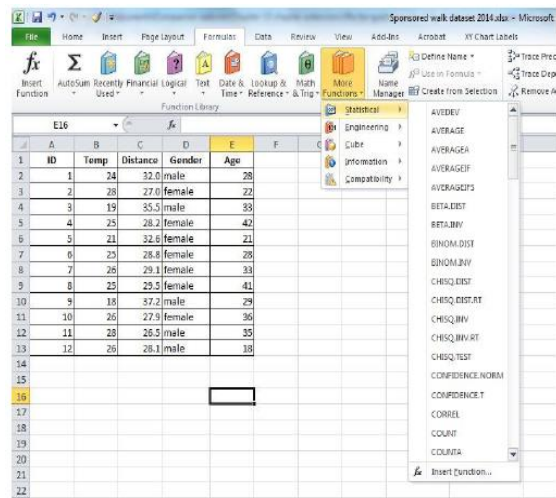 Sponsored walk dataset 2014.xlsx - Microsoft
File Home Insert Page Layout Formulas Data Review View Add-Ins Acrobat XY Chart Labels
fx Insert Function
Σ AutoSum
Recently Used
Financial
Logical
Text
Date & Time
Lookup & Reference
Math & Trig
More Functions
Name Manager
Define Name
Use in Formula
Create from Selection
Trace Prec
Trace Dep
Remove A
Function Library
E16 fx
Statistical
Engineering
Cube
Information
Compatibility
AVEDEV
AVERAGE
AVERAGEA
AVERAGEIF
AVERAGEIFS
BETA.DIST
BETA.INV
BINOM.DIST
BINOM.INV
CHISQ.DIST
CHISQ.DIST.RT
CHISQ.INV
CHISQ.INV.RT
CHISQ.TEST
CONFIDENCE.NORM
CONFIDENCE.T
CORREL
COUNT
COUNTA
fx Insert Function...
A B C D E F
1 ID Temp Distance Gender Age
2 1 24 32.0 male 28
3 2 28 27.0 female 22
4 3 19 35.5 male 33
5 4 25 28.2 female 42
6 5 21 32.6 female 21
7 6 25 28.8 female 28
8 7 26 29.1 female 33
9 8 25 29.5 female 41
10 9 18 37.2 male 29
11 10 26 27.9 female 36
12 11 28 26.5 male 35
13 12 26 28.1 male 18
14
15
16
17
18
19
20
21
22